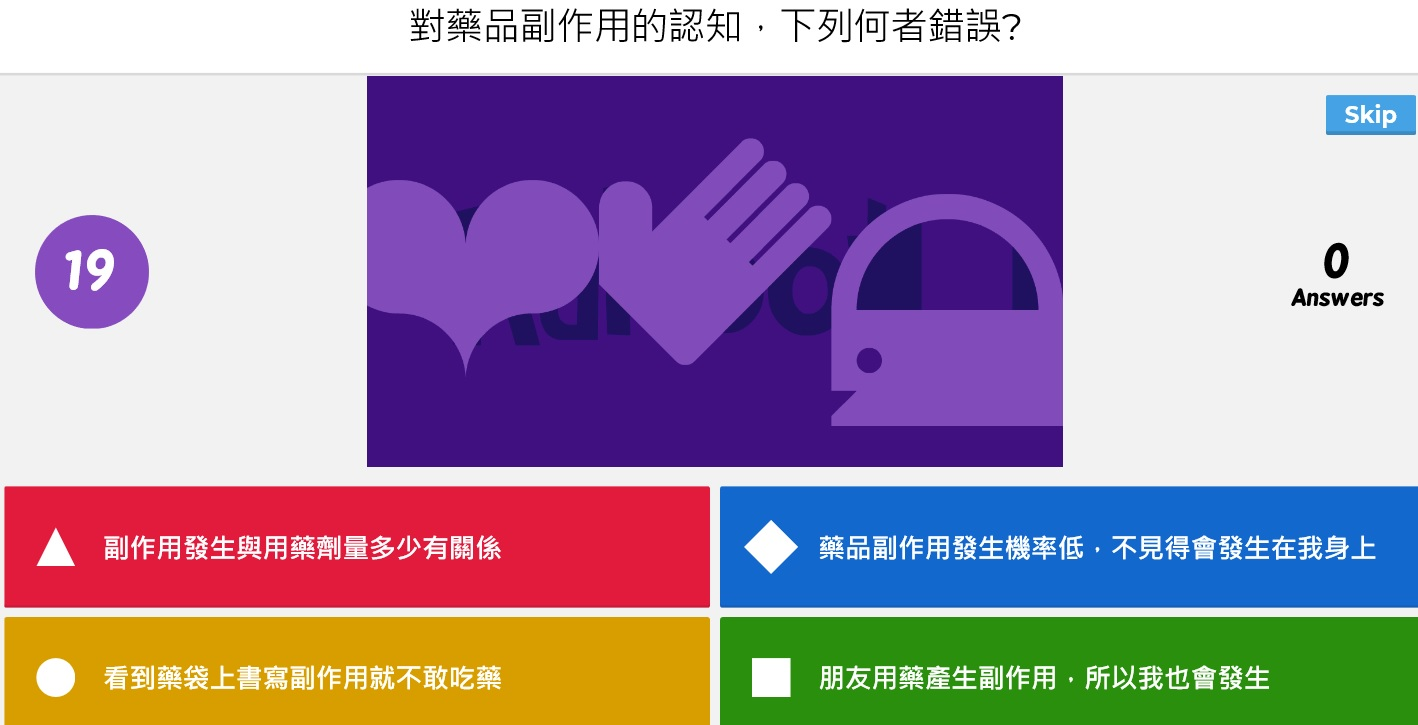 對藥品副作用的認知，下列何者錯誤?
Skip
19
0
Answers
副作用發生與用藥劑量多少有關係
藥品副作用發生機率低，不見得會發生在我身上
看到藥袋上書寫副作用就不敢吃藥
朋友用藥產生副作用，所以我也會發生